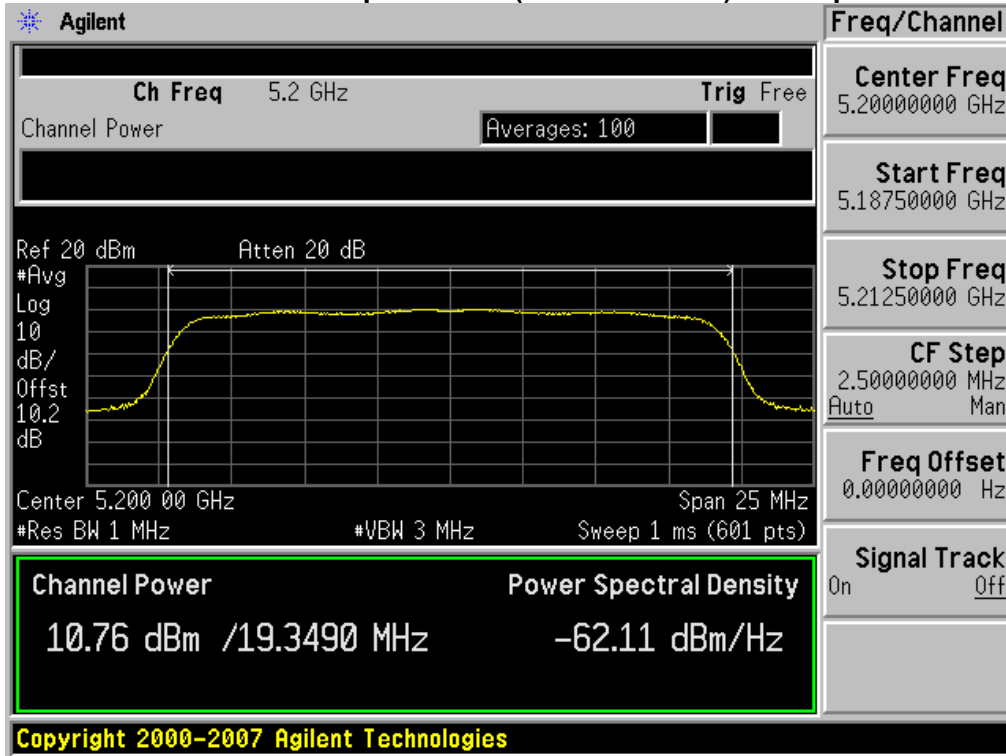 Agilent
Freq/Channel
Ch Freq 5.2 GHz Trig Free
Channel Power Averages: 100
Center Freq
5.20000000 GHz
Start Freq
5.18750000 GHz
Stop Freq
5.21250000 GHz
CF Step
2.50000000 MHz
Auto Man
Freq Offset
0.00000000 Hz
Signal Track
On Off
Ref 20 dBm Atten 20 dB
#Avg
Log
10
dB/
Offst
10.2
dB
Center 5.200 00 GHz Span 25 MHz
#Res BW 1 MHz #VBW 3 MHz Sweep 1 ms (601 pts)
Channel Power Power Spectral Density
10.76 dBm /19.3490 MHz -62.11 dBm/Hz
Copyright 2000-2007 Agilent Technologies